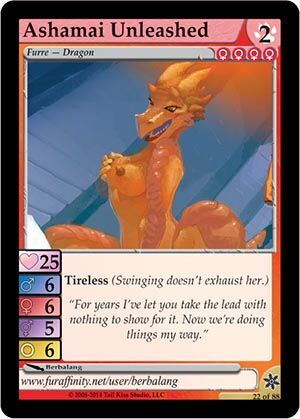 Ashamai Unleashed
2
Furre — Dragon
25
6
6
5
6
Tireless (Swinging doesn't exhaust her.)
"For years I've let you take the lead with
nothing to show for it. Now we're doing
things my way."
Berbalang
www.furaffinity.net/user/berbalang
© 2008-2014 Tail Kiss Studio, LLC
22 of 88